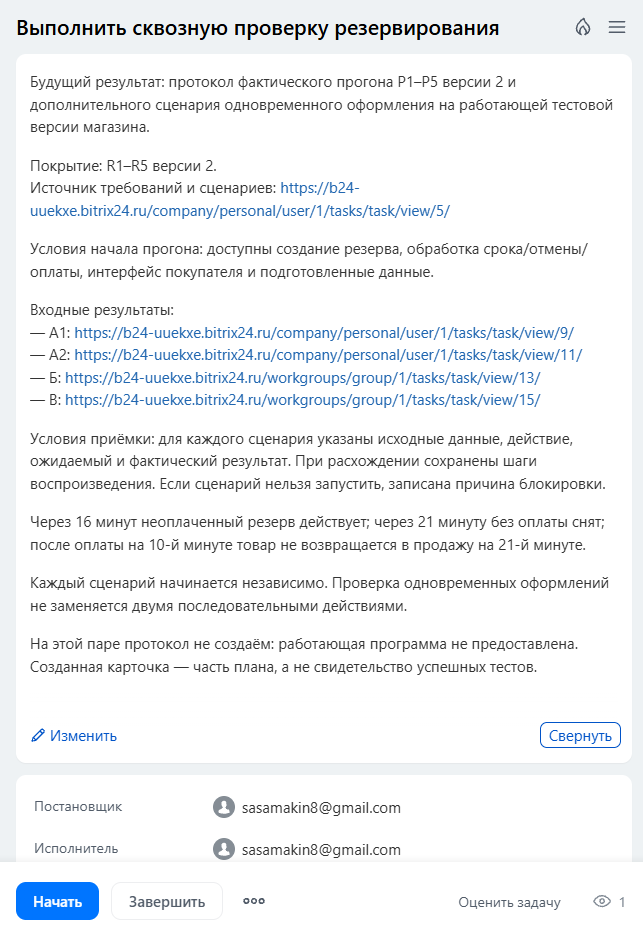 Выполнить сквозную проверку резервирования
Будущий результат: протокол фактического прогона P1–P5 версии 2 и
дополнительного сценария одновременного оформления на работающей тестовой
версии магазина.
Покрытие: R1–R5 версии 2.
Источник требований и сценариев: https://b24-
uuekxe.bitrix24.ru/company/personal/user/1/tasks/task/view/5/
Условия начала прогона: доступны создание резерва, обработка срока/отмены/
оплаты, интерфейс покупателя и подготовленные данные.
Входные результаты:
— А1: https://b24-uuekxe.bitrix24.ru/company/personal/user/1/tasks/task/view/9/
— А2: https://b24-uuekxe.bitrix24.ru/company/personal/user/1/tasks/task/view/11/
— Б: https://b24-uuekxe.bitrix24.ru/workgroups/group/1/tasks/task/view/13/
— В: https://b24-uuekxe.bitrix24.ru/workgroups/group/1/tasks/task/view/15/
Условия приёмки: для каждого сценария указаны исходные данные, действие,
ожидаемый и фактический результат. При расхождении сохранены шаги
воспроизведения. Если сценарий нельзя запустить, записана причина блокировки.
Через 16 минут неоплаченный резерв действует; через 21 минуту без оплаты снят;
после оплаты на 10-й минуте товар не возвращается в продажу на 21-й минуте.
Каждый сценарий начинается независимо. Проверка одновременных оформлений
не заменяется двумя последовательными действиями.
На этой паре протокол не создаём: работающая программа не предоставлена.
Созданная карточка — часть плана, а не свидетельство успешных тестов.
Изменить
Свернуть
Постановщик
sasamakin8@gmail.com
Исполнитель
sasamakin8@gmail.com
Начать
Завершить
Оценить задачу
1